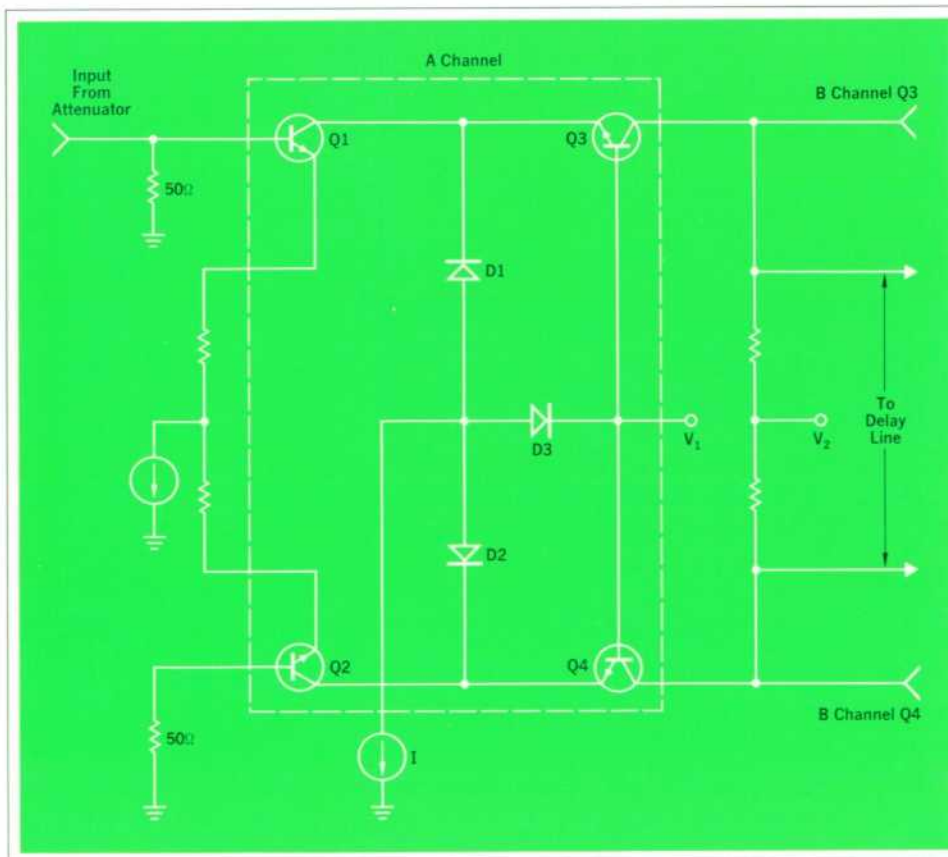 A Channel
Input
From
Attenuator
B Channel Q3
Q1
Q3
50Ω
D1
D3
V1
V2
To
Delay
Line
D2
Q2
Q4
50Ω
I
B Channel Q4